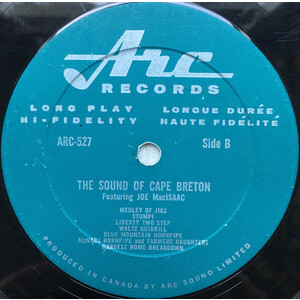 Arc
RECORDS
LONG PLAY LONGUE DURÉE
HI-FIDELITY HAUTE FIDÉLITÉ
ARC-527 Side B
THE SOUND OF CAPE BRETON
Featuring JOE MacISAAC
MEDLEY OF JIGS
STUMPT
LIBERTY TWO STEP
WALTZ QUADRILL
BLUE MOUNTAIN HORNPIPE
HORNPIPE and FARMERS DAUGHTERS
HARVEST HOME BREAKDOWN
PRODUCED IN CANADA BY ARC SOUND LIMITED